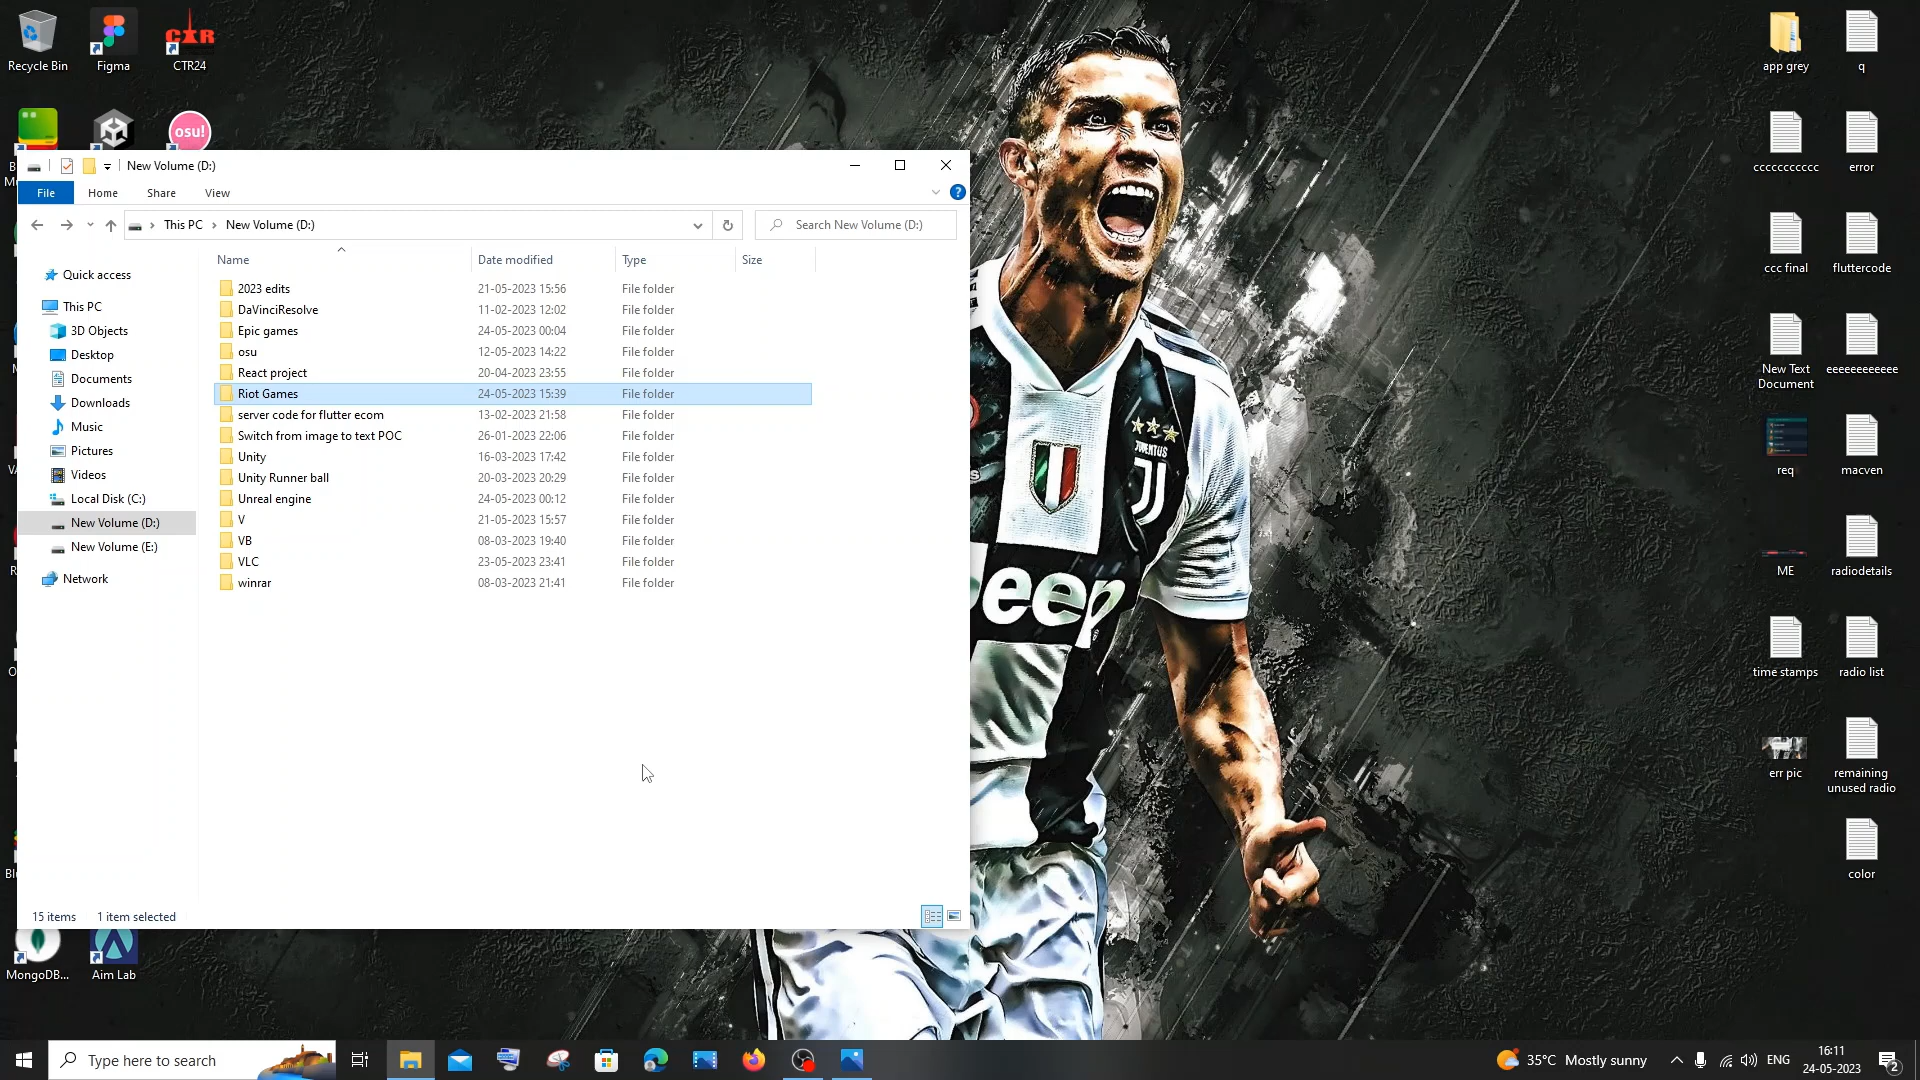 Recycle Bin
Figma
CTR
CTR24
osu!
app grey
q
cccccccccc
error
ccc final
fluttercode
New Text
Document
eeeeeeeeeeee
req
macven
ME
radiodetails
time stamps
radio list
err pic
remaining
unused radio
color
New Volume (D:)
File
Home
Share
View
This PC
New Volume (D:)
Search New Volume (D:)
Name
Date modified
Type
Size
Quick access
This PC
3D Objects
Desktop
Documents
Downloads
Music
Pictures
Videos
Local Disk (C:)
New Volume (D:)
New Volume (E:)
Network
2023 edits 21-05-2023 15:56 File folder
DaVinciResolve 11-02-2023 12:02 File folder
Epic games 24-05-2023 00:04 File folder
osu 12-05-2023 14:22 File folder
React project 20-04-2023 23:55 File folder
Riot Games 24-05-2023 15:39 File folder
server code for flutter ecom 13-02-2023 21:58 File folder
Switch from image to text POC 26-01-2023 22:06 File folder
Unity 16-03-2023 17:42 File folder
Unity Runner ball 20-03-2023 20:29 File folder
Unreal engine 24-05-2023 00:12 File folder
V 21-05-2023 15:57 File folder
VB 08-03-2023 19:40 File folder
VLC 23-05-2023 23:41 File folder
winrar 08-03-2023 21:41 File folder
15 items
1 item selected
JUVENTUS
Jeep
MongoDB...
Aim Lab
Type here to search
35°C Mostly sunny
ENG
16:11
24-05-2023
2